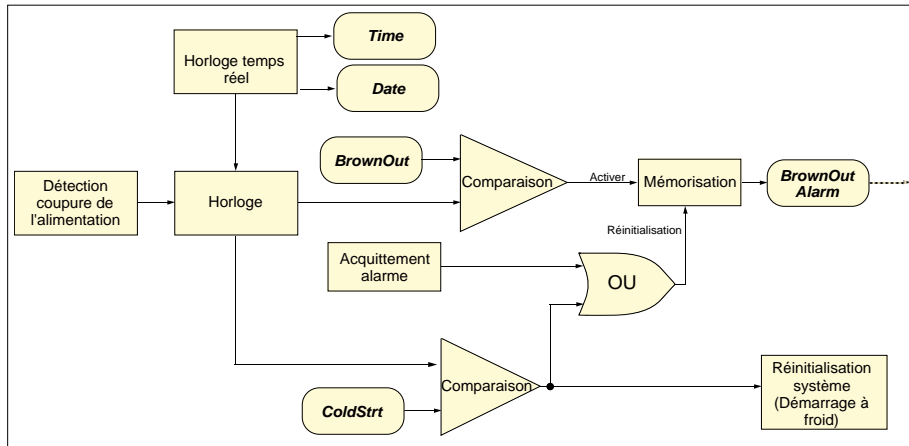 Time
Horloge temps
réel
Date
BrownOut
Comparaison
Activer
Mémorisation
BrownOut
Alarm
Détection
coupure de
l'alimentation
Horloge
Réinitialisation
Acquittement
alarme
OU
Comparaison
ColdStrt
Réinitialisation
système
(Démarrage à
froid)